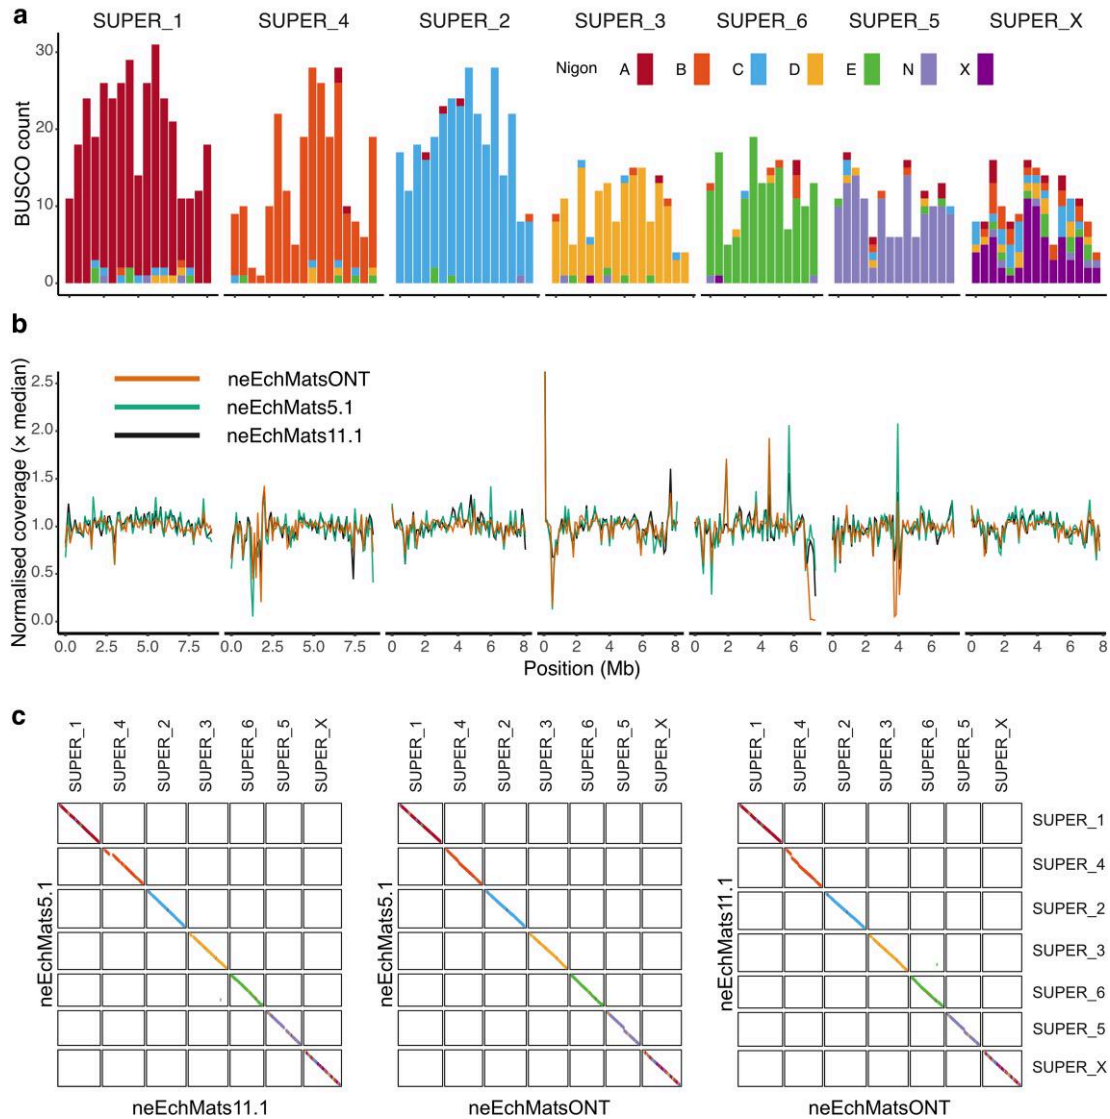 a
SUPER_1 SUPER_4 SUPER_2 SUPER_3 SUPER_6 SUPER_5 SUPER_X
Nigon A B C D E N X
BUSCO count
30
20
10
0
b
Normalised coverage (× median)
2.5
2.0
1.5
1.0
0.5
0.0
neEchMatsONT
neEchMats5.1
neEchMats11.1
0.0 2.5 5.0 7.5 0.0 2.5 5.0 7.5 0 2 4 6 8 0 2 4 6 8 0 2 4 6 0 2 4 6 0 2 4 6 8
Position (Mb)
c
SUPER_1 SUPER_4 SUPER_2 SUPER_3 SUPER_6 SUPER_5 SUPER_X
SUPER_1 SUPER_4 SUPER_2 SUPER_3 SUPER_6 SUPER_5 SUPER_X
SUPER_1 SUPER_4 SUPER_2 SUPER_3 SUPER_6 SUPER_5 SUPER_X
neEchMats5.1
neEchMats5.1
neEchMats11.1
SUPER_1
SUPER_4
SUPER_2
SUPER_3
SUPER_6
SUPER_5
SUPER_X
neEchMats11.1
neEchMatsONT
neEchMatsONT